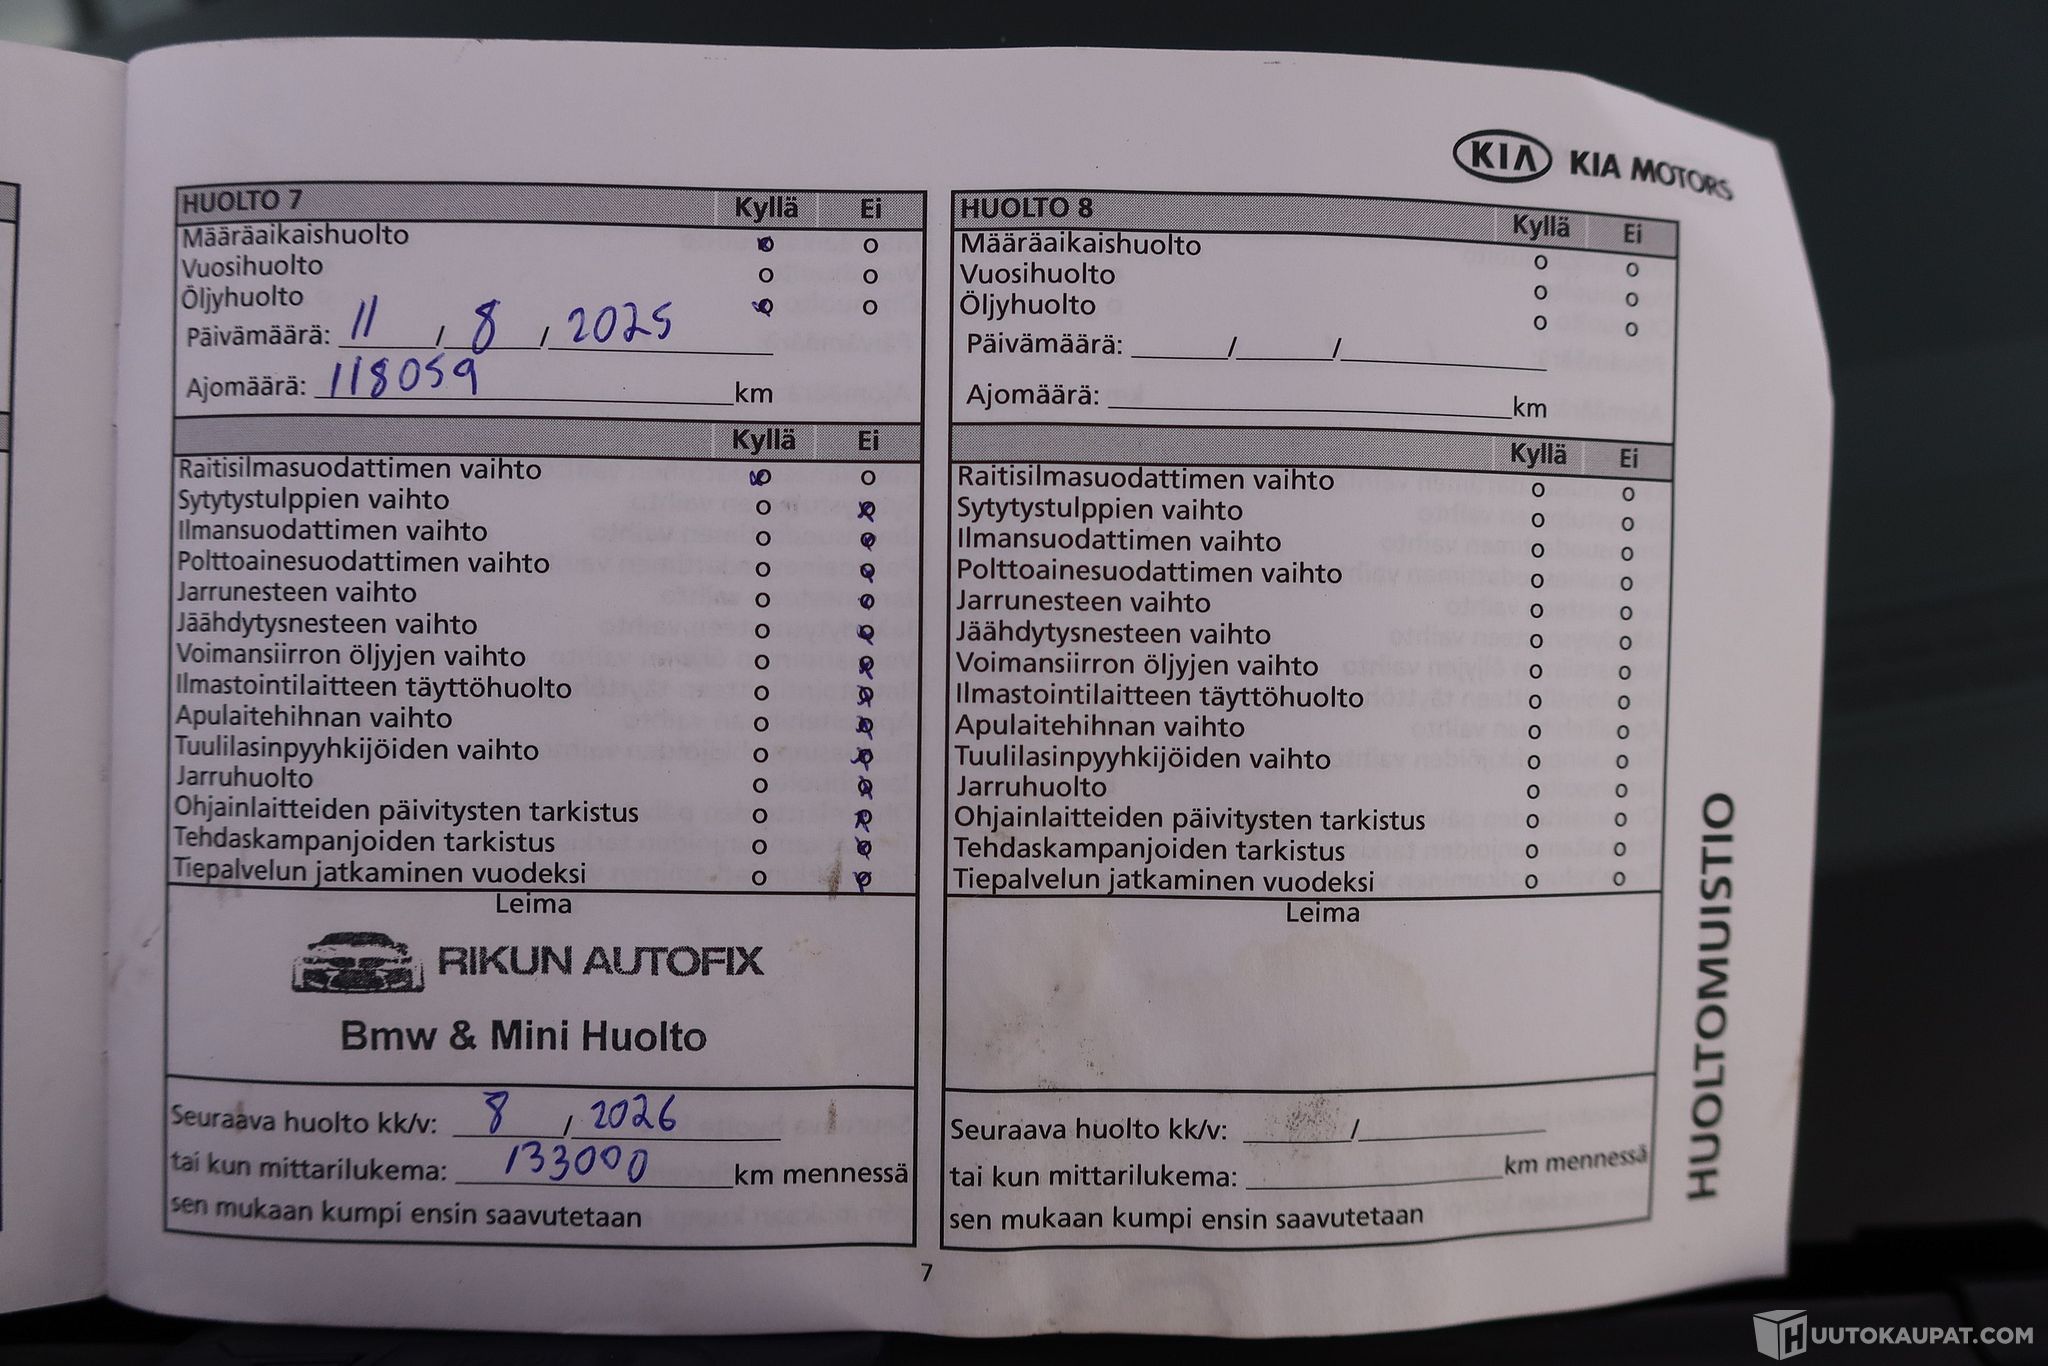 KIA KIA MOTORS
HUOLTO 7 Kyllä Ei
Määräaikaishuolto o o
Vuosihuolto o o
Öljyhuolto o o
Päivämäärä: 11 / 8 / 2025
Ajomäärä: 118059 km
Kyllä Ei
Raitisilmasuodattimen vaihto o o
Sytytystulppien vaihto o o
Ilmansuodattimen vaihto o o
Polttoainesuodattimen vaihto o o
Jarrunesteen vaihto o o
Jäähdytysnesteen vaihto o o
Voimansiirron öljyjen vaihto o o
Ilmastointilaitteen täyttöhuolto o o
Apulaitehihnan vaihto o o
Tuulilasinpyyhkijöiden vaihto o o
Jarruhuolto o o
Ohjainlaitteiden päivitysten tarkistus o o
Tehdaskampanjoiden tarkistus o o
Tiepalvelun jatkaminen vuodeksi o o
Leima
RIKUN AUTOFIX
Bmw & Mini Huolto
Seuraava huolto kk/v: 8 / 2026
tai kun mittarilukema: 133000 km mennessä
sen mukaan kumpi ensin saavutetaan
HUOLTO 8 Kyllä Ei
Määräaikaishuolto o o
Vuosihuolto o o
Öljyhuolto o o
Päivämäärä: / /
Ajomäärä: km
Kyllä Ei
Raitisilmasuodattimen vaihto o o
Sytytystulppien vaihto o o
Ilmansuodattimen vaihto o o
Polttoainesuodattimen vaihto o o
Jarrunesteen vaihto o o
Jäähdytysnesteen vaihto o o
Voimansiirron öljyjen vaihto o o
Ilmastointilaitteen täyttöhuolto o o
Apulaitehihnan vaihto o o
Tuulilasinpyyhkijöiden vaihto o o
Jarruhuolto o o
Ohjainlaitteiden päivitysten tarkistus o o
Tehdaskampanjoiden tarkistus o o
Tiepalvelun jatkaminen vuodeksi o o
Leima
Seuraava huolto kk/v: /
tai kun mittarilukema: km mennessä
sen mukaan kumpi ensin saavutetaan
HUOLTOMUISTIO
7
HUUTOKAUPAT.COM